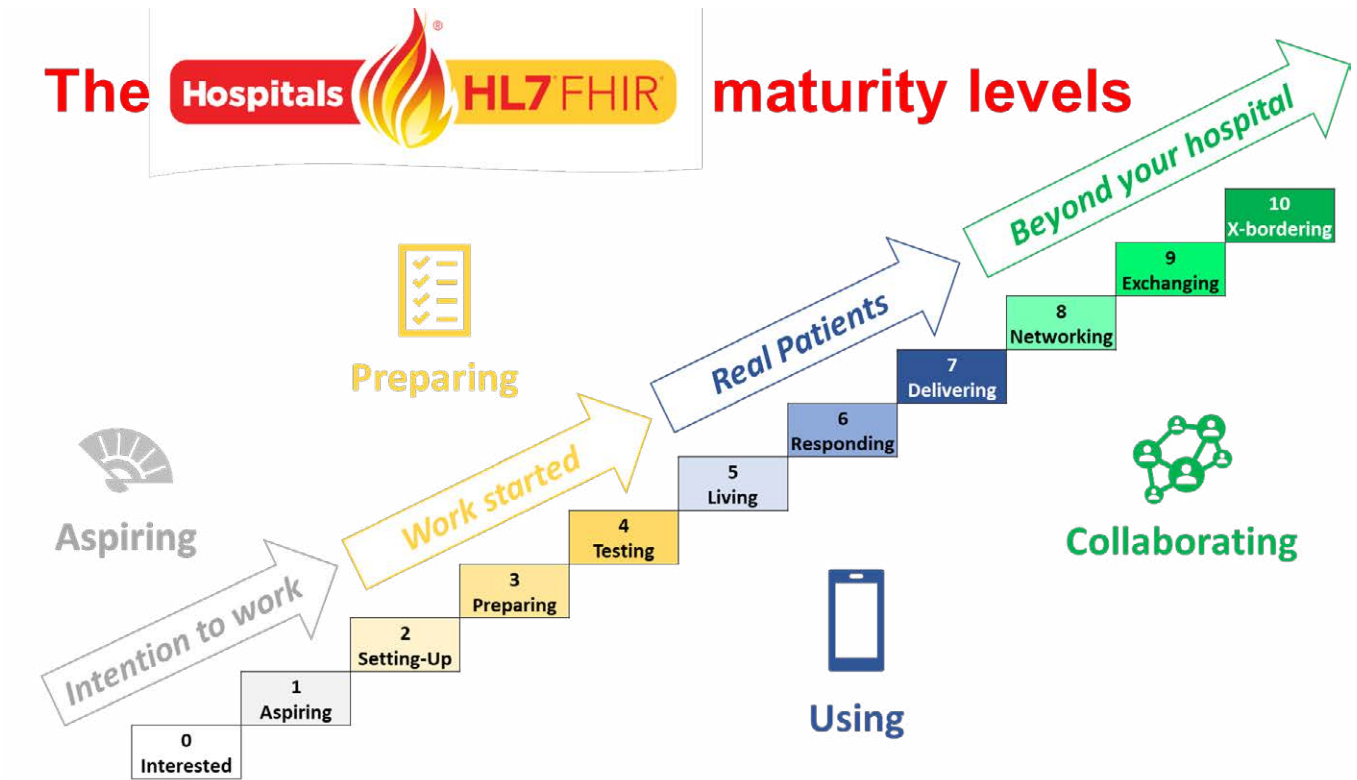 The Hospitals HL7® FHIR® maturity levels
Beyond your hospital
10
X-bordering
9
Exchanging
8
Networking
Real Patients
7
Delivering
Preparing
6
Responding
Work started
5
Living
Aspiring
4
Testing
Collaborating
3
Preparing
Intention to work
2
Setting-Up
Using
1
Aspiring
0
Interested